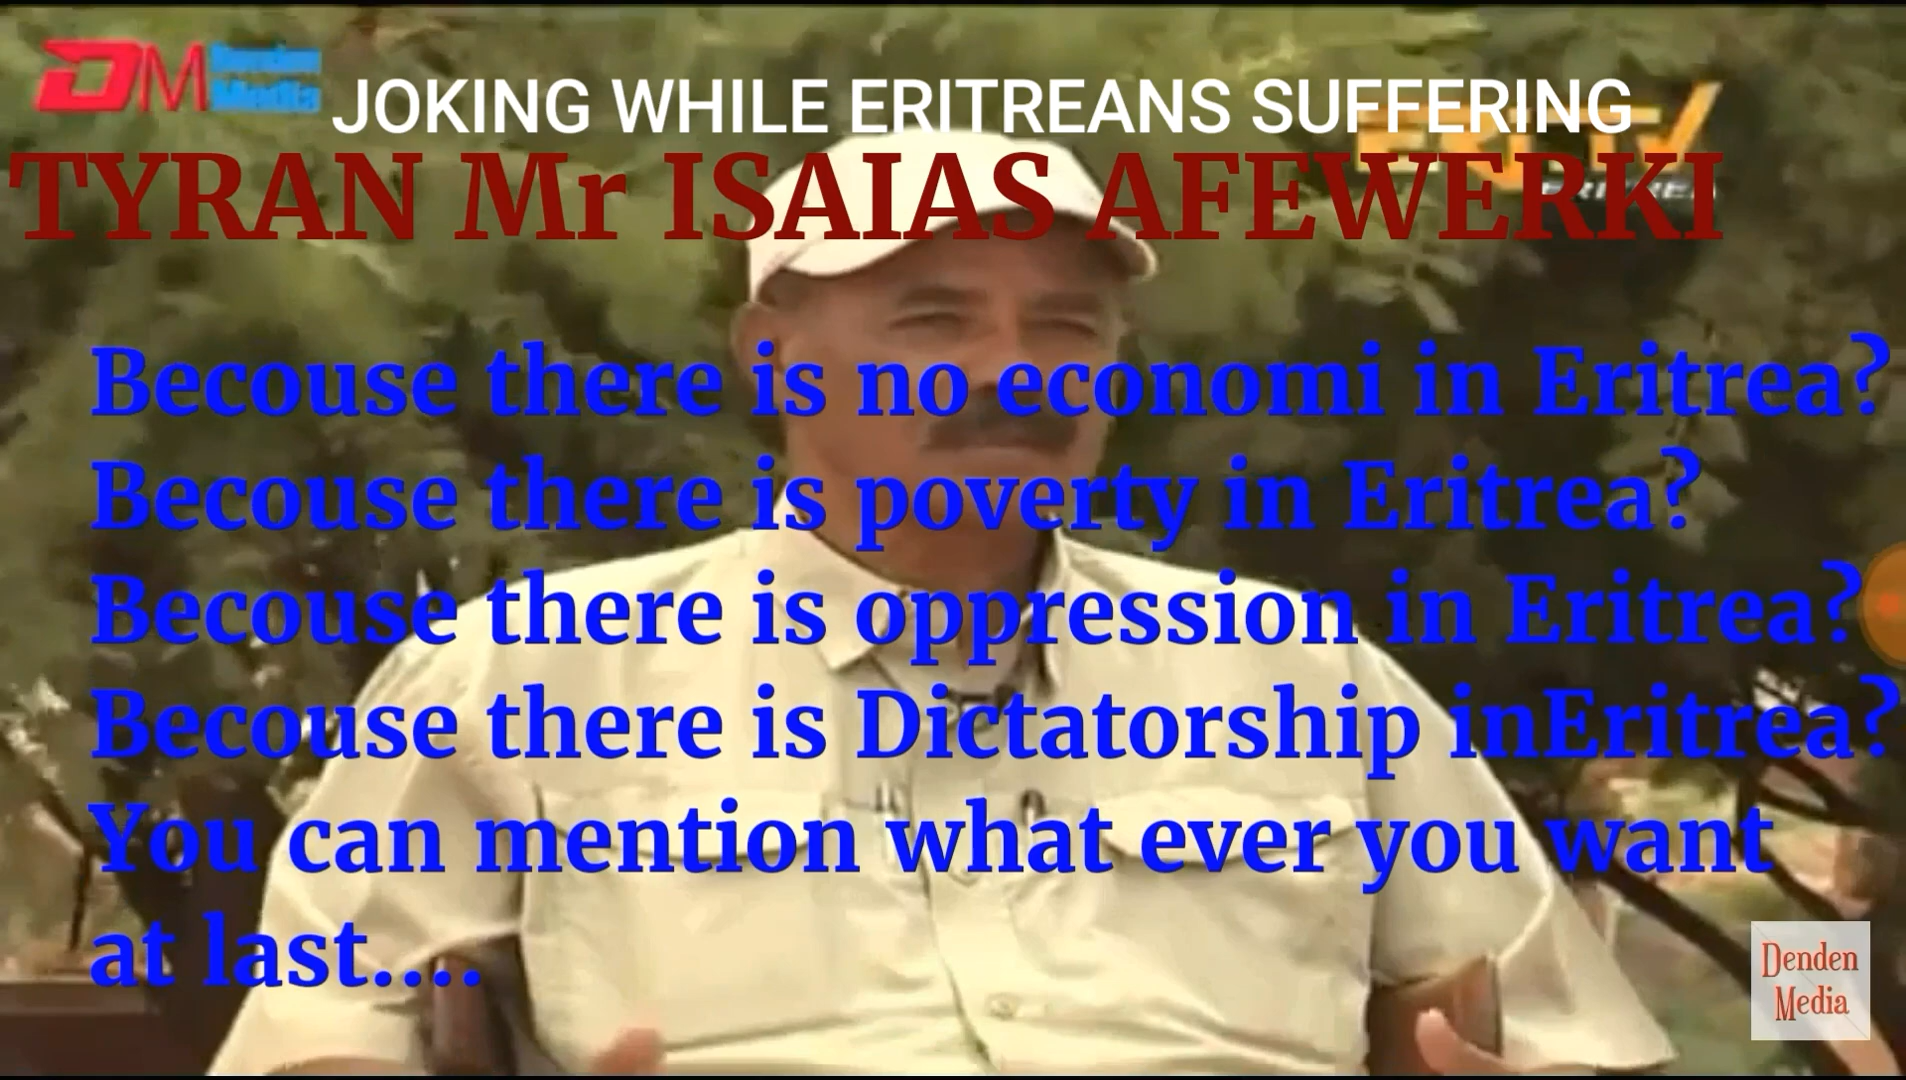 DM Denden
Media
JOKING WHILE ERITREANS SUFFERING
TYRAN Mr ISAIAS AFEWERKI
Becouse there is no economi in Eritrea?
Becouse there is poverty in Eritrea?
Becouse there is oppression in Eritrea?
Becouse there is Dictatorship inEritrea?
You can mention what ever you want
at last....
Denden
Media